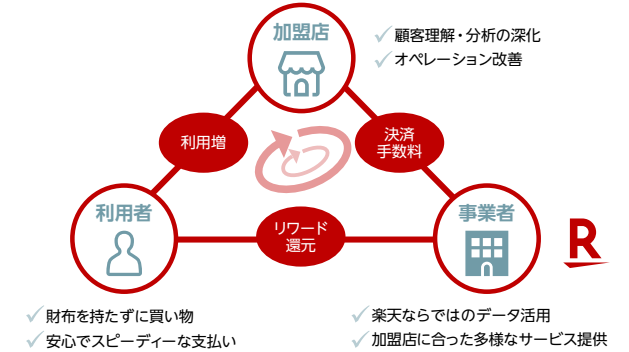 加盟店
✓ 顧客理解・分析の深化
✓ オペレーション改善
利用増
決済
手数料
利用者
事業者
R
リワード
還元
✓ 財布を持たずに買い物
✓ 安心でスピーディーな支払い
✓ 楽天ならではのデータ活用
✓ 加盟店に合った多様なサービス提供